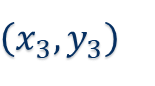 (x₃, y₃)